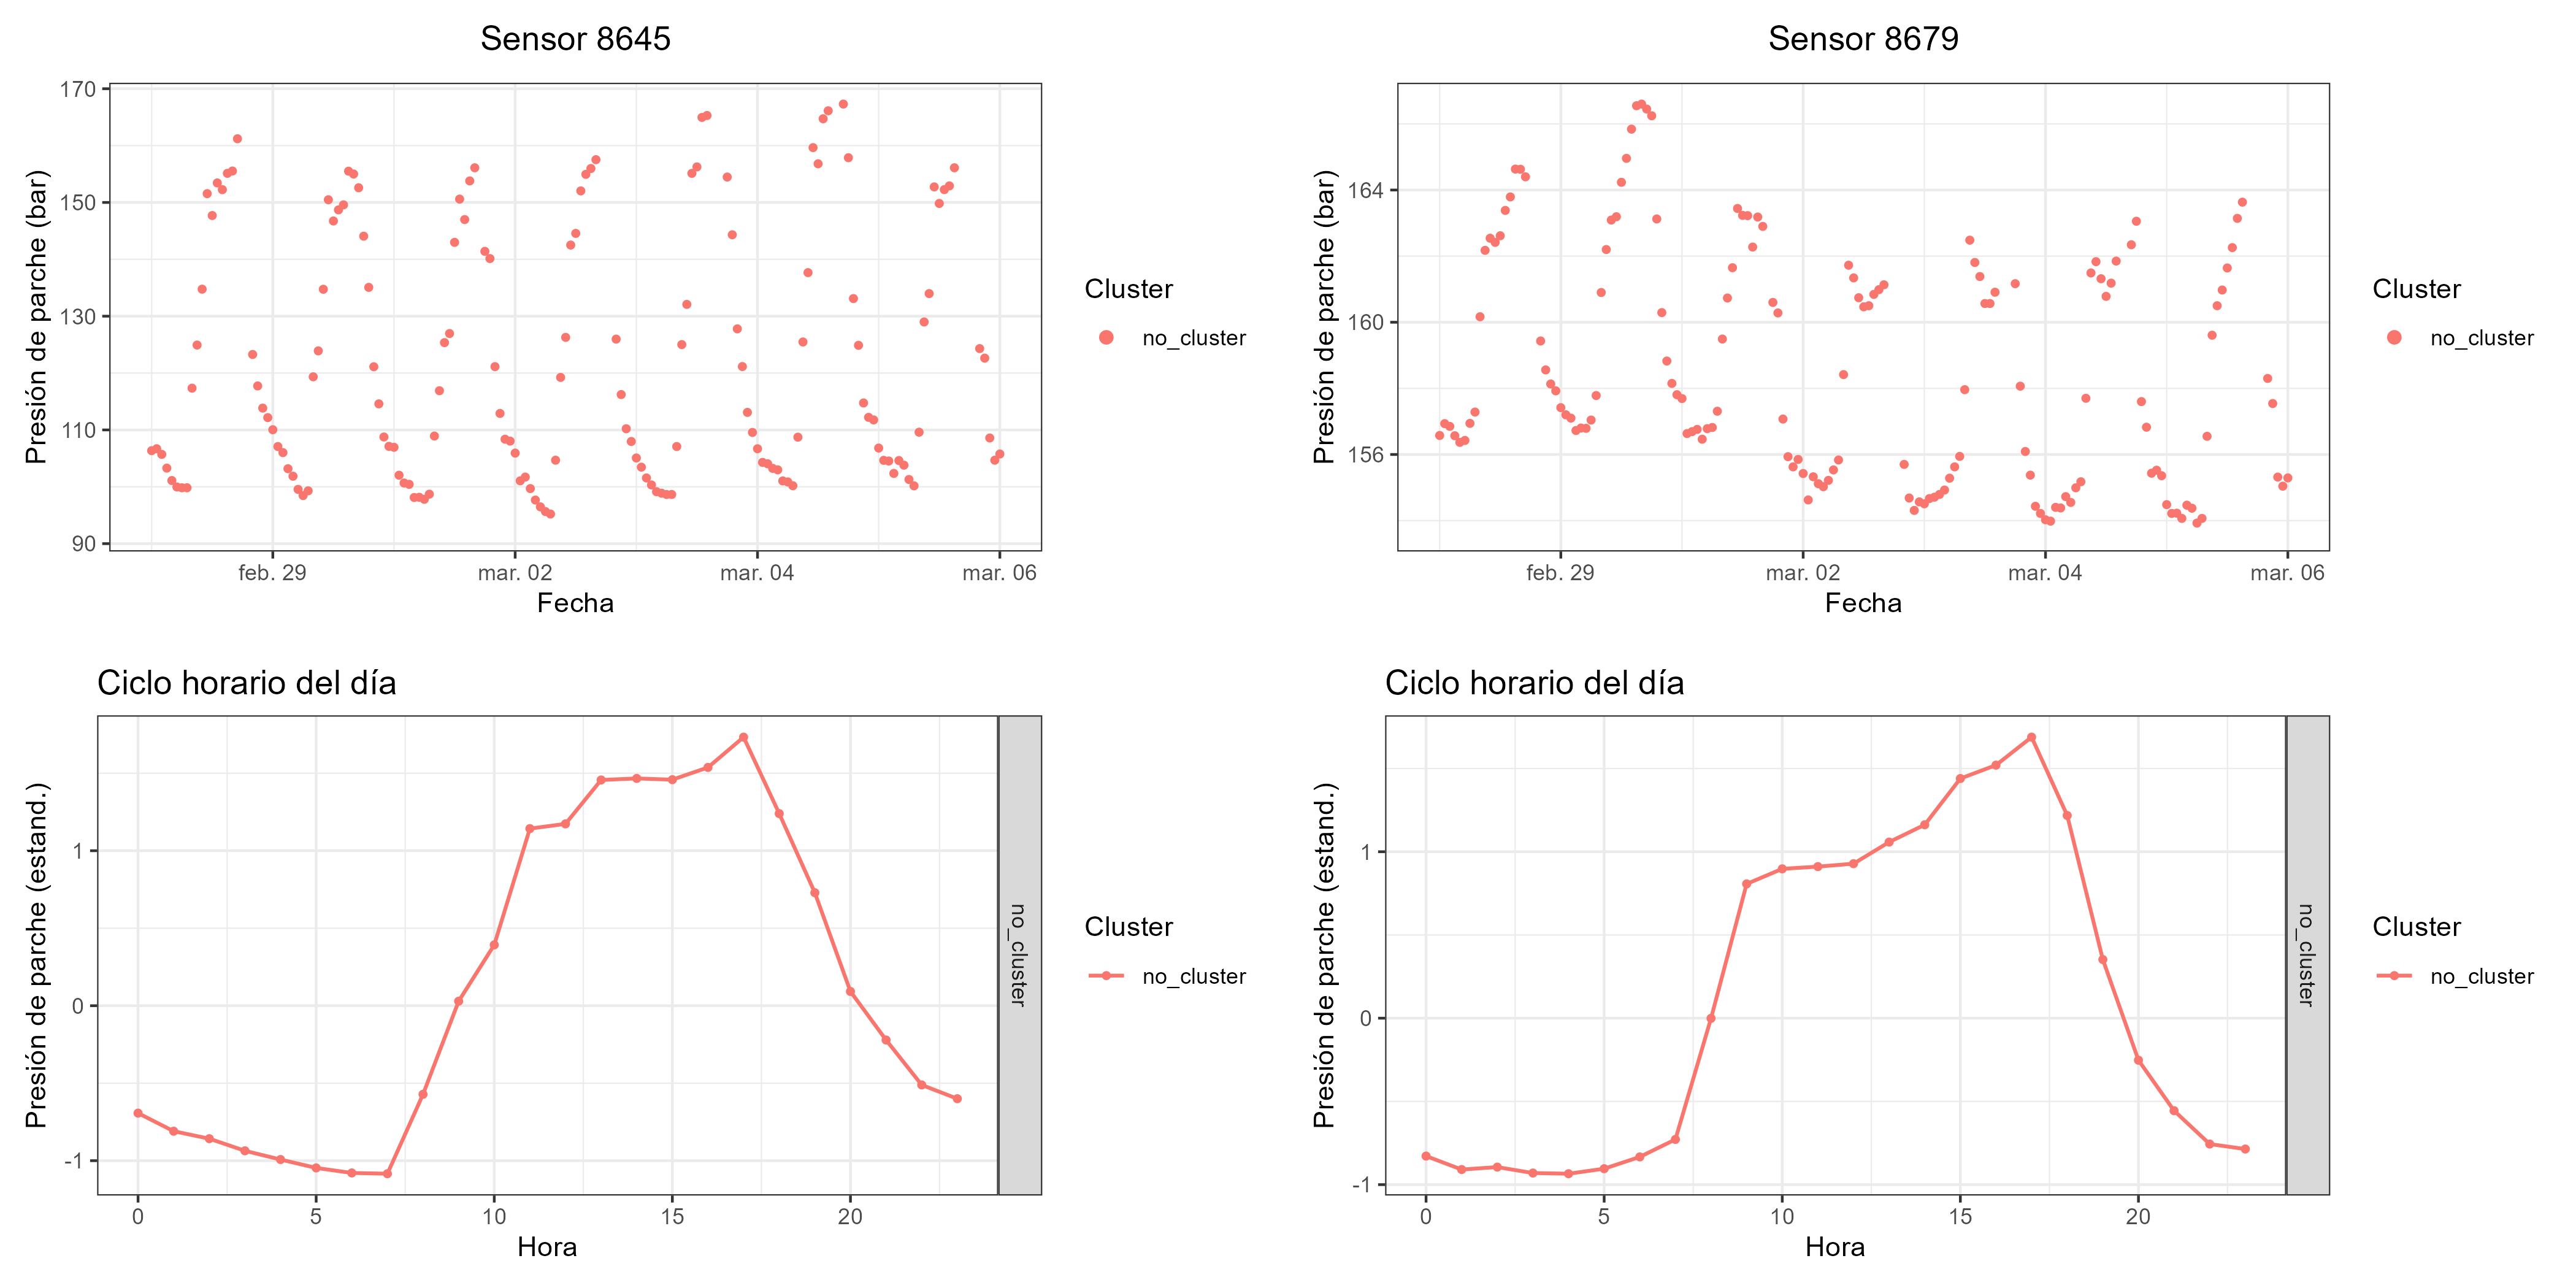 Sensor 8645
Presión de parche (bar)
170
150
130
110
90
feb. 29
mar. 02
mar. 04
mar. 06
Fecha
Cluster
no_cluster
Sensor 8679
Presión de parche (bar)
164
160
156
feb. 29
mar. 02
mar. 04
mar. 06
Fecha
Cluster
no_cluster
Ciclo horario del día
Presión de parche (estand.)
1
0
-1
0
5
10
15
20
Hora
no_cluster
Cluster
no_cluster
Ciclo horario del día
Presión de parche (estand.)
1
0
-1
0
5
10
15
20
Hora
no_cluster
Cluster
no_cluster